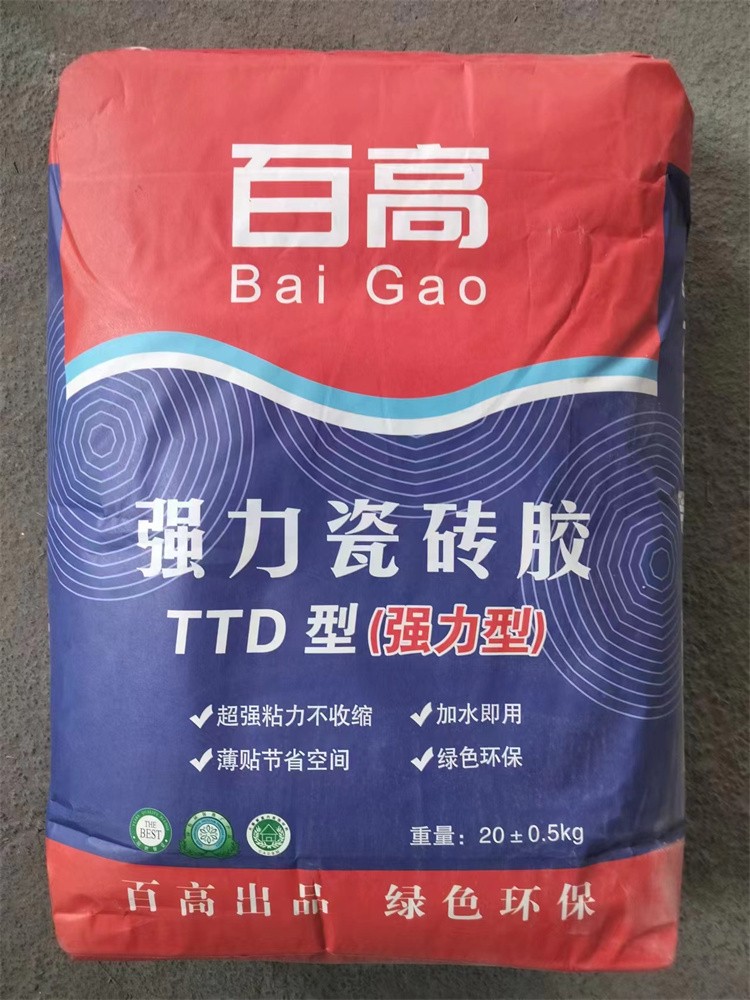 百高
Bai Gao
强力瓷砖胶
TTD 型(强力型)
超强粘力不收缩 加水即用
薄贴节省空间 绿色环保
THE
BEST
重量：20±0.5kg
百高出品 绿色环保